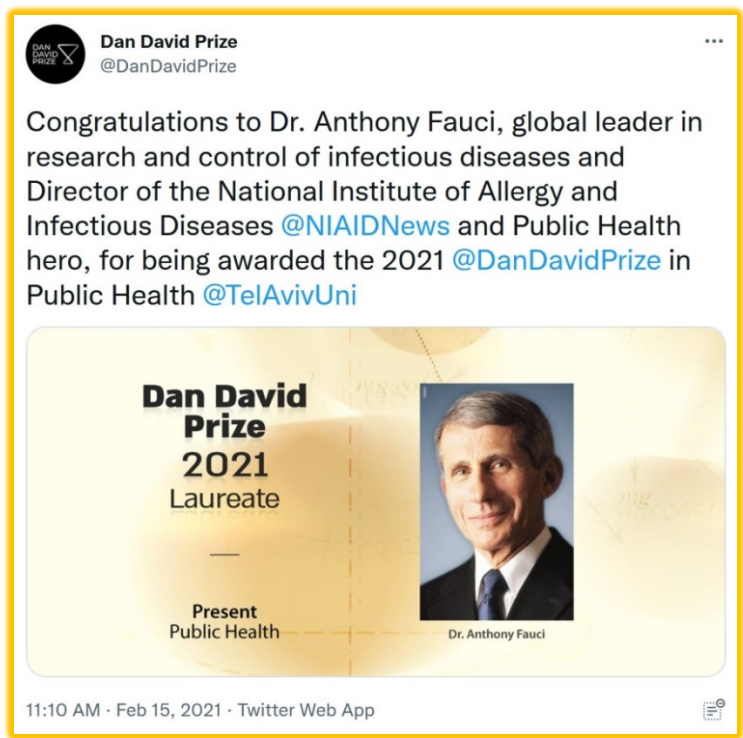 DAN
DAVID
PRIZE
Dan David Prize
@DanDavidPrize
Congratulations to Dr. Anthony Fauci, global leader in
research and control of infectious diseases and
Director of the National Institute of Allergy and
Infectious Diseases @NIAIDNews and Public Health
hero, for being awarded the 2021 @DanDavidPrize in
Public Health @TelAvivUni
Dan David
Prize
2021
Laureate
Present
Public Health
Dr. Anthony Fauci
11:10 AM · Feb 15, 2021 · Twitter Web App